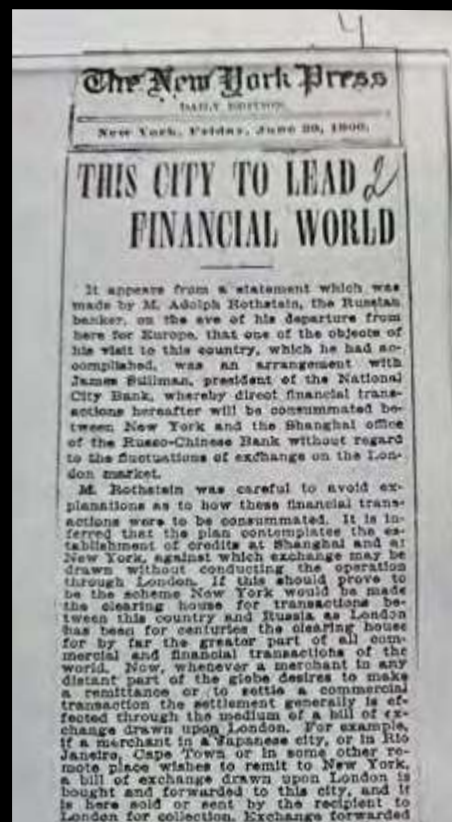 4
The New York Press
DAILY EDITION
New York, Friday, June 29, 1900.
THIS CITY TO LEAD 2
FINANCIAL WORLD
It appears from a statement which was
made by M. Adolph Rothstein, the Russian
banker, on the eve of his departure from
here for Europe, that one of the objects of
his visit to this country, which he had ac-
complished, was an arrangement with
James Stillman, president of the National
City Bank, whereby direct financial trans-
actions hereafter will be consummated be-
tween New York and the Shanghai office
of the Russo-Chinese Bank without regard
to the fluctuations of exchange on the Lon-
don market.
M. Rothstein was careful to avoid ex-
planations as to how these financial trans-
actions were to be consummated. It is in-
ferred that the plan contemplates the es-
tablishment of credits at Shanghai and at
New York, against which exchange may be
drawn without conducting the operation
through London. If this should prove to
be the scheme New York would be made
the clearing house for transactions be-
tween this country and Russia as London
has been for centuries the clearing house
for by far the greater part of all com-
mercial and financial transactions of the
world. Now, whenever a merchant in any
distant part of the globe desires to make
a remittance or to settle a commercial
transaction the settlement generally is ef-
fected through the medium of a bill of ex-
change drawn upon London. For example,
if a merchant in a Japanese city, or in Rio
Janeiro, Cape Town or in some other re-
mote place wishes to remit to New York,
a bill of exchange drawn upon London is
bought and forwarded to this city, and it
is here sold or sent by the recipient to
London for collection. Exchange forwarded